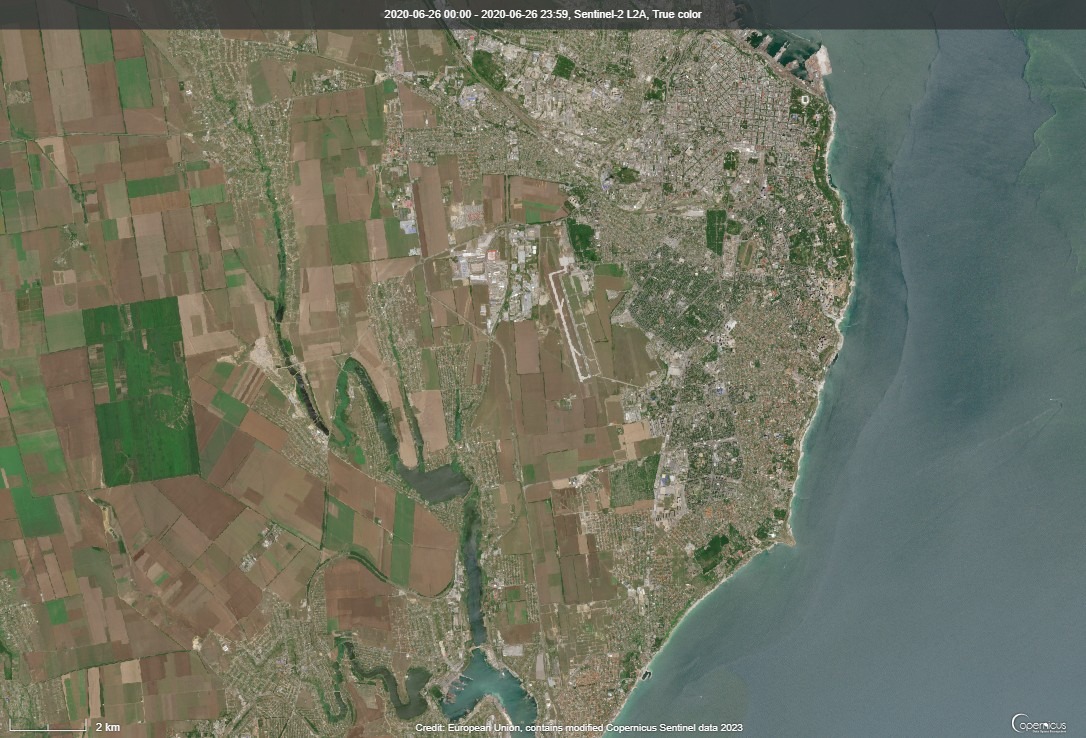 2020-06-26 00:00 - 2020-06-26 23:59, Sentinel-2 L2A, True color
2 km
Credit: European Union, contains modified Copernicus Sentinel data 2023
opernicus